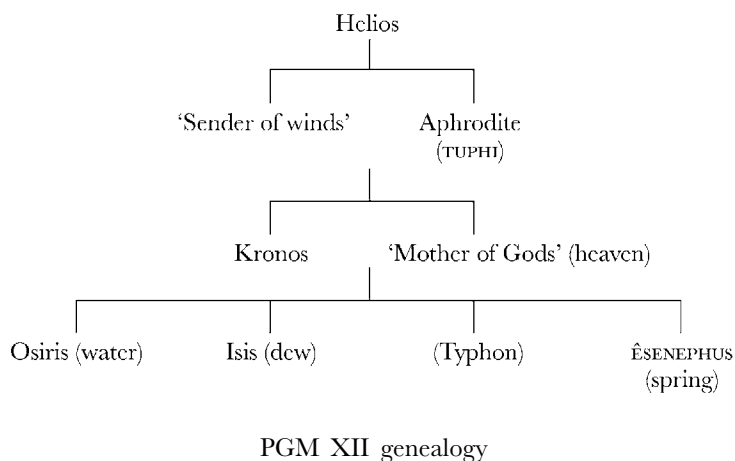 Helios
‘Sender of winds’ Aphrodite
(TUPHI)
Kronos ‘Mother of Gods’ (heaven)
Osiris (water) Isis (dew) (Typhon) ÊSENEPHUS
(spring)
PGM XII genealogy